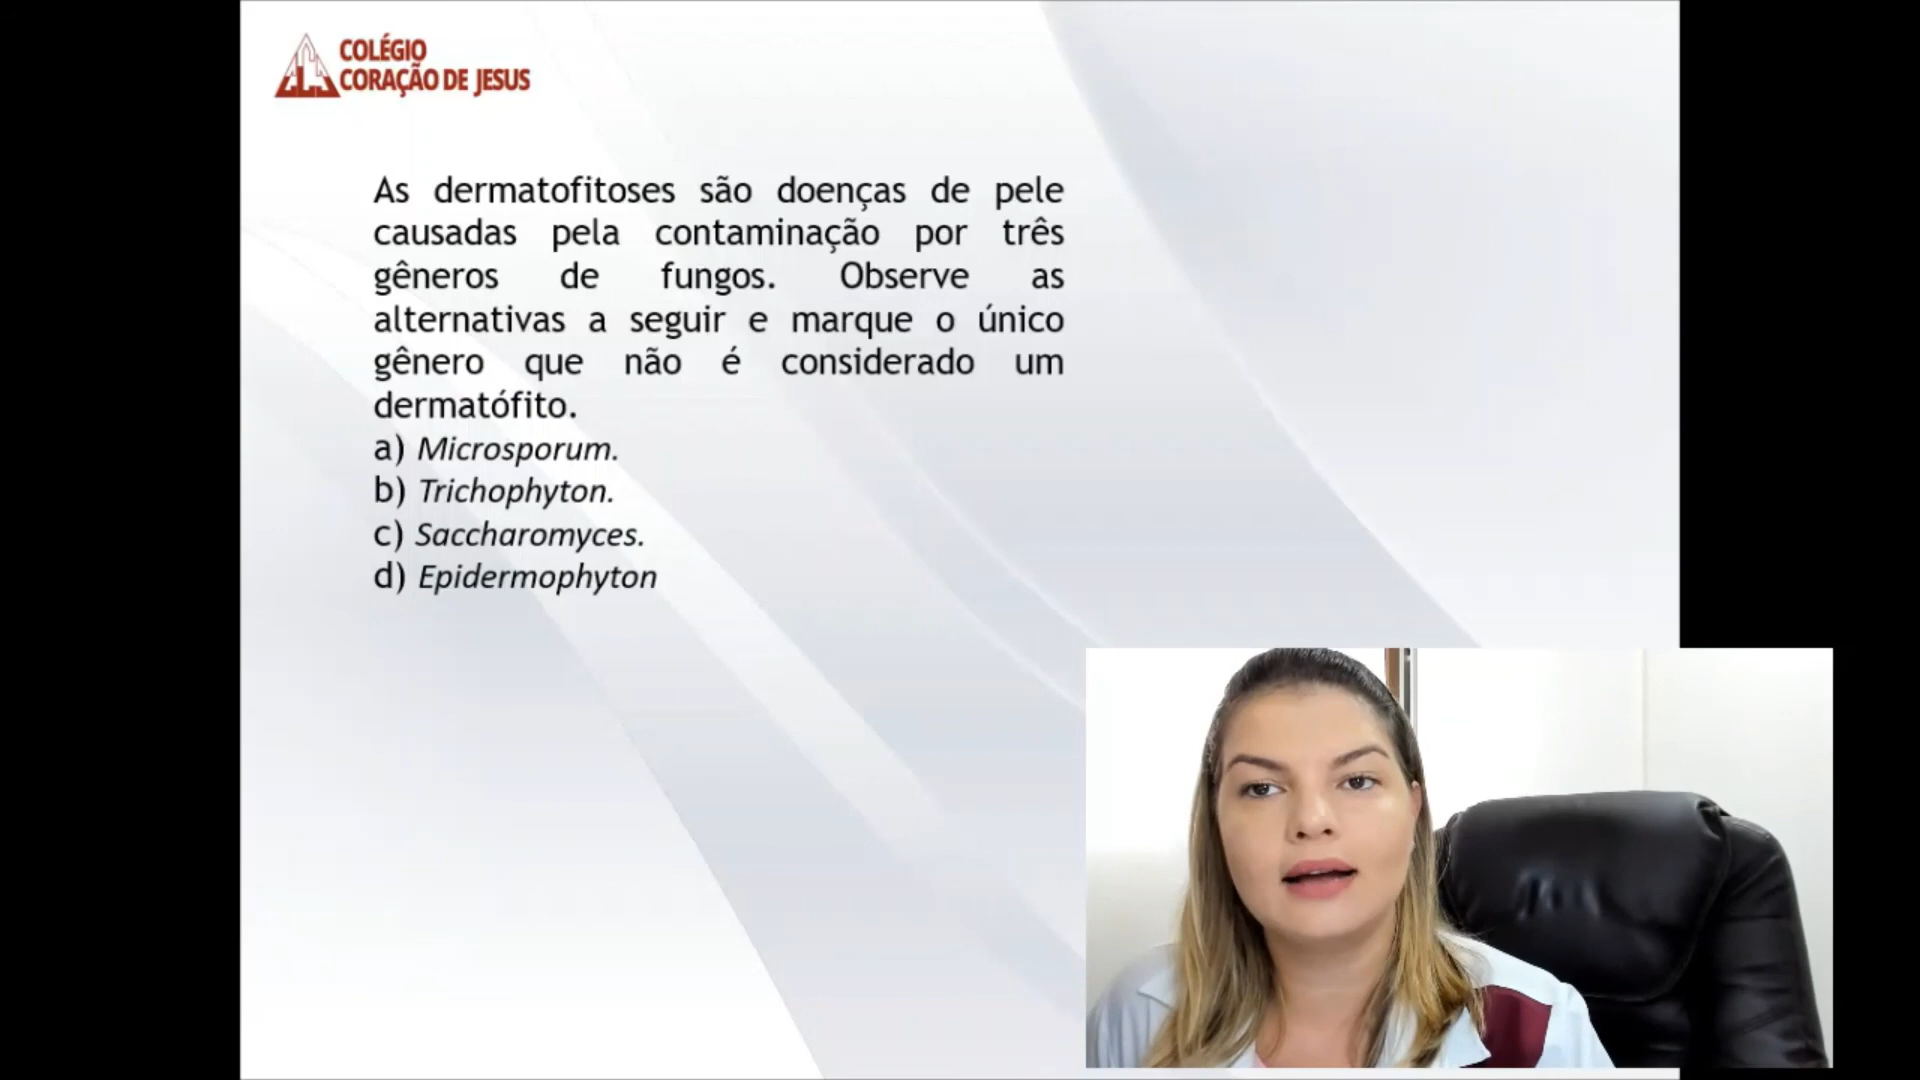 COLÉGIO
CORAÇÃO DE JESUS
As dermatofitoses são doenças de pele
causadas pela contaminação por três
gêneros de fungos. Observe as
alternativas a seguir e marque o único
gênero que não é considerado um
dermatófito.
a) Microsporum.
b) Trichophyton.
c) Saccharomyces.
d) Epidermophyton